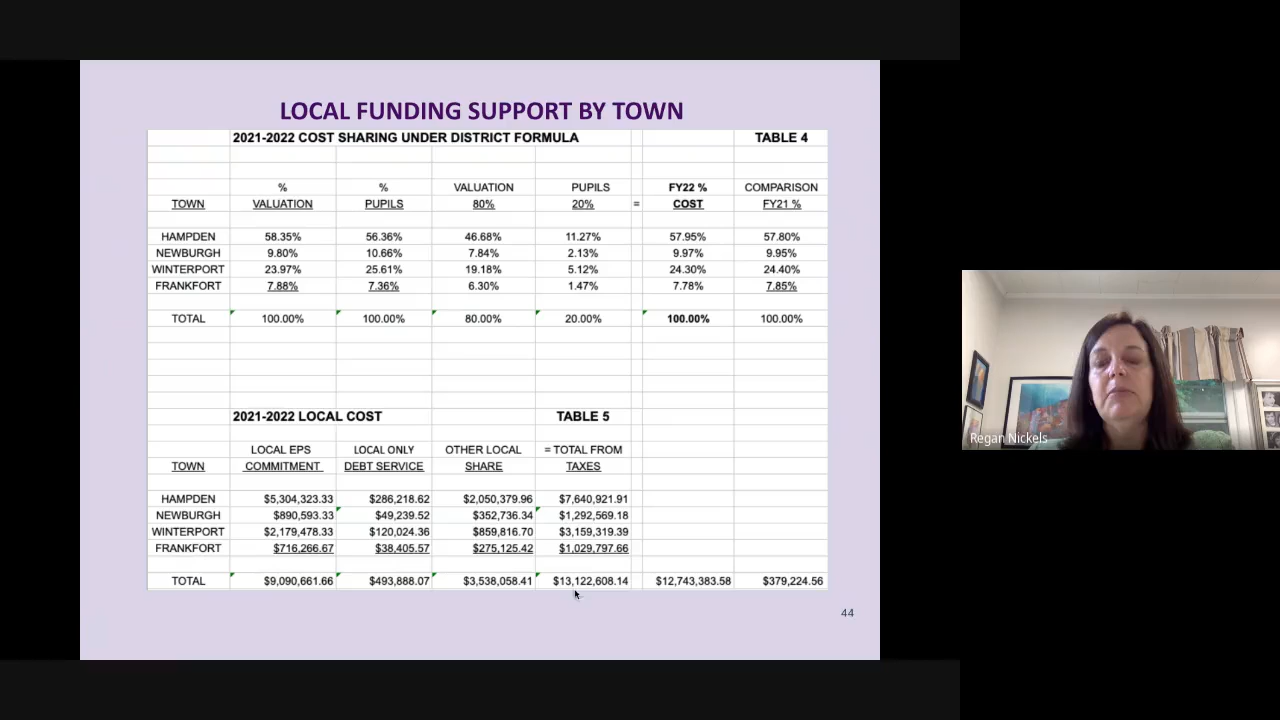 LOCAL FUNDING SUPPORT BY TOWN
2021-2022 COST SHARING UNDER DISTRICT FORMULA TABLE 4
% % VALUATION PUPILS FY22 % COMPARISON
TOWN VALUATION PUPILS 80% 20% = COST FY21 %
HAMPDEN 58.35% 56.36% 46.68% 11.27% 57.95% 57.80%
NEWBURGH 9.80% 10.66% 7.84% 2.13% 9.97% 9.95%
WINTERPORT 23.97% 25.61% 19.18% 5.12% 24.30% 24.40%
FRANKFORT 7.88% 7.36% 6.30% 1.47% 7.78% 7.85%
TOTAL 100.00% 100.00% 80.00% 20.00% 100.00% 100.00%
2021-2022 LOCAL COST TABLE 5
LOCAL EPS LOCAL ONLY OTHER LOCAL = TOTAL FROM
TOWN COMMITMENT DEBT SERVICE SHARE TAXES
HAMPDEN $5,304,323.33 $286,218.62 $2,050,379.96 $7,640,921.91
NEWBURGH $890,593.33 $49,239.52 $352,736.34 $1,292,569.18
WINTERPORT $2,179,478.33 $120,024.36 $859,816.70 $3,159,319.39
FRANKFORT $716,266.67 $38,405.57 $275,125.42 $1,029,797.66
TOTAL $9,090,661.66 $493,888.07 $3,538,058.41 $13,122,608.14 $12,743,383.58 $379,224.56
44
Regan Nickels